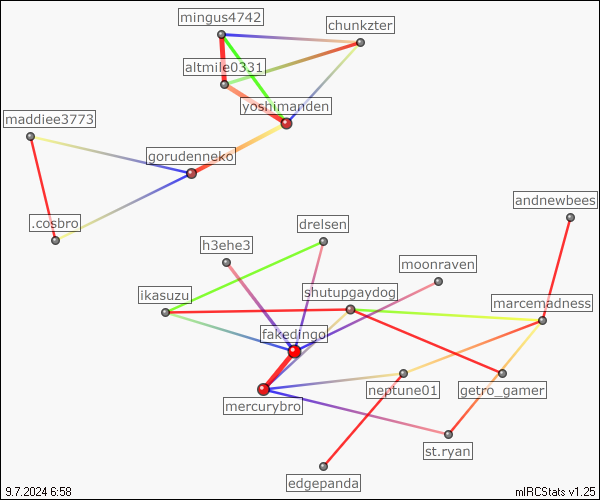 mingus4742
chunkzter
altmile0331
yoshimanden
maddiee3773
gorudenneko
.cosbro
andnewbees
drelsen
h3ehe3
moonraven
ikasuzu
shutupgaydog
marcemadness
fakedingo
neptune01
getro_gamer
mercurybro
st.ryan
edgepanda
9.7.2024 6:58
mIRCStats v1.25